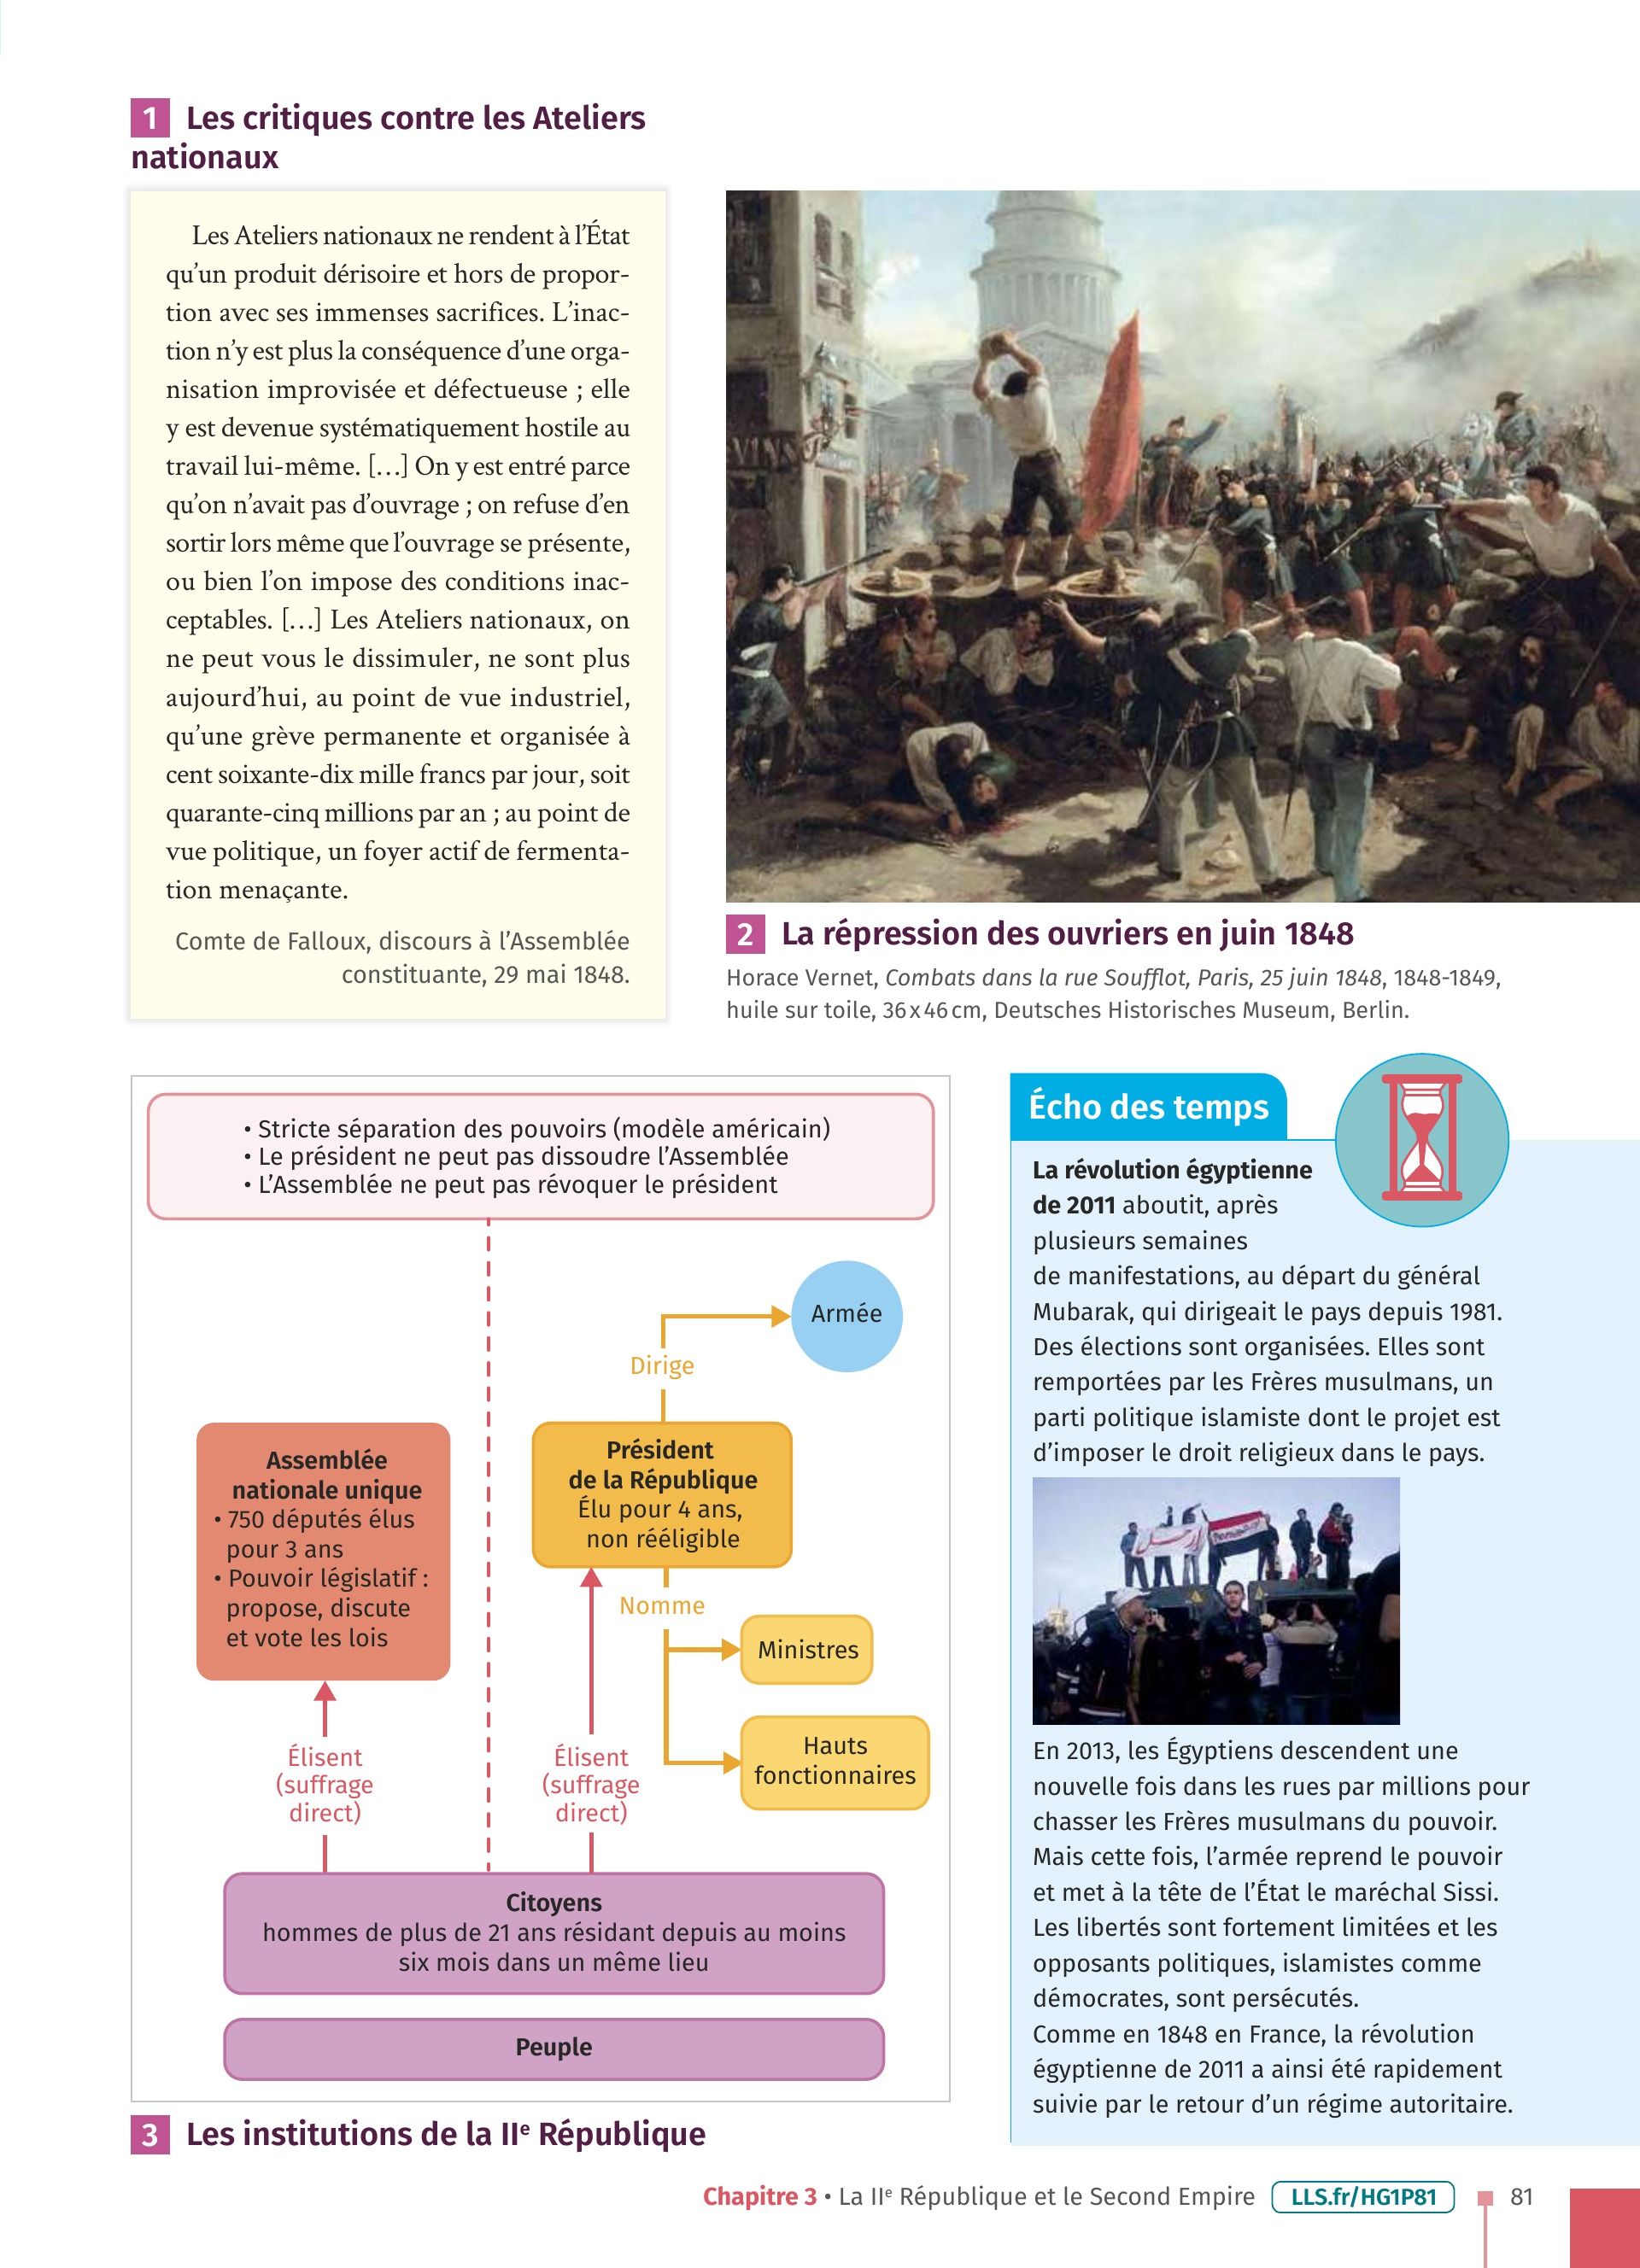 1 Les critiques contre les Ateliers
nationaux
Les Ateliers nationaux ne rendent à l’État
qu’un produit dérisoire et hors de propor-
tion avec ses immenses sacrifices. L’inac-
tion n’y est plus la conséquence d’une orga-
nisation improvisée et défectueuse ; elle
y est devenue systématiquement hostile au
travail lui-même. […] On y est entré parce
qu’on n’avait pas d’ouvrage ; on refuse d’en
sortir lors même que l’ouvrage se présente,
ou bien l’on impose des conditions inac-
ceptables. […] Les Ateliers nationaux, on
ne peut vous le dissimuler, ne sont plus
aujourd’hui, au point de vue industriel,
qu’une grève permanente et organisée à
cent soixante-dix mille francs par jour, soit
quarante-cinq millions par an ; au point de
vue politique, un foyer actif de fermenta-
tion menaçante.
Comte de Falloux, discours à l’Assemblée
constituante, 29 mai 1848.
2 La répression des ouvriers en juin 1848
Horace Vernet, Combats dans la rue Soufflot, Paris, 25 juin 1848, 1848-1849,
huile sur toile, 36 x 46 cm, Deutsches Historisches Museum, Berlin.
• Stricte séparation des pouvoirs (modèle américain)
• Le président ne peut pas dissoudre l’Assemblée
• L’Assemblée ne peut pas révoquer le président
Armée
Dirige
Assemblée
nationale unique
• 750 députés élus
pour 3 ans
• Pouvoir législatif :
propose, discute
et vote les lois
Président
de la République
Élu pour 4 ans,
non rééligible
Nomme
Ministres
Hauts
fonctionnaires
Élisent
(suffrage
direct)
Élisent
(suffrage
direct)
Citoyens
hommes de plus de 21 ans résidant depuis au moins
six mois dans un même lieu
Peuple
3 Les institutions de la IIe République
Écho des temps
La révolution égyptienne
de 2011 aboutit, après
plusieurs semaines
de manifestations, au départ du général
Mubarak, qui dirigeait le pays depuis 1981.
Des élections sont organisées. Elles sont
remportées par les Frères musulmans, un
parti politique islamiste dont le projet est
d’imposer le droit religieux dans le pays.
En 2013, les Égyptiens descendent une
nouvelle fois dans les rues par millions pour
chasser les Frères musulmans du pouvoir.
Mais cette fois, l’armée reprend le pouvoir
et met à la tête de l’État le maréchal Sissi.
Les libertés sont fortement limitées et les
opposants politiques, islamistes comme
démocrates, sont persécutés.
Comme en 1848 en France, la révolution
égyptienne de 2011 a ainsi été rapidement
suivie par le retour d’un régime autoritaire.
Chapitre 3 • La IIe République et le Second Empire LLS.fr/HG1P81 81